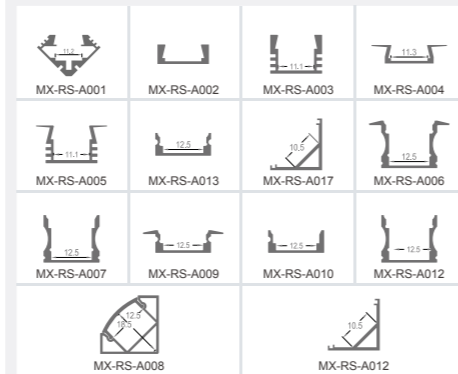 11.2
MX-RS-A001
MX-RS-A002
11.1
MX-RS-A003
11.3
MX-RS-A004
11.1
MX-RS-A005
12.5
MX-RS-A013
10.5
MX-RS-A017
12.5
MX-RS-A006
12.5
MX-RS-A007
12.5
MX-RS-A009
12.5
MX-RS-A010
12.5
MX-RS-A012
12.5
18.5
MX-RS-A008
10.5
MX-RS-A012